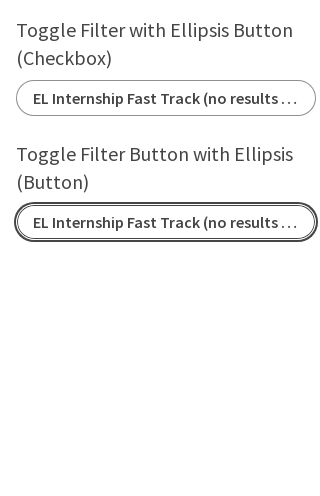 Toggle Filter with Ellipsis Button
(Checkbox)
EL Internship Fast Track (no results ...
Toggle Filter Button with Ellipsis
(Button)
EL Internship Fast Track (no results ...